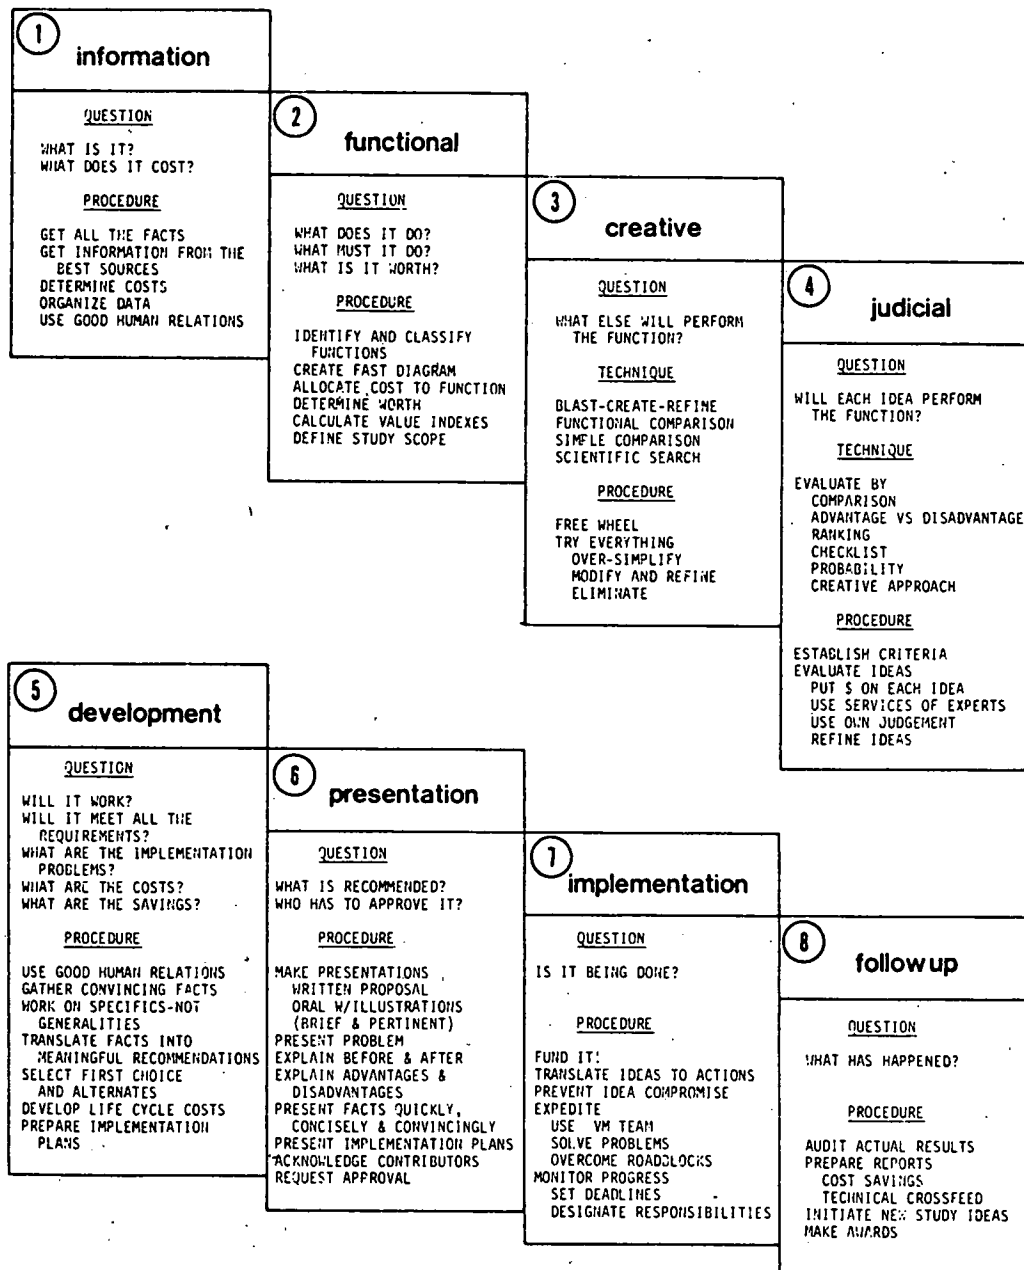 1
information
QUESTION
WHAT IS IT?
WHAT DOES IT COST?
PROCEDURE
GET ALL THE FACTS
GET INFORMATION FROM THE
BEST SOURCES
DETERMINE COSTS
ORGANIZE DATA
USE GOOD HUMAN RELATIONS
2
functional
QUESTION
WHAT DOES IT DO?
WHAT MUST IT DO?
WHAT IS IT WORTH?
PROCEDURE
IDENTIFY AND CLASSIFY
FUNCTIONS
CREATE FAST DIAGRAM
ALLOCATE COST TO FUNCTION
DETERMINE WORTH
CALCULATE VALUE INDEXES
DEFINE STUDY SCOPE
3
creative
QUESTION
WHAT ELSE WILL PERFORM
THE FUNCTION?
TECHNIQUE
BLAST-CREATE-REFINE
FUNCTIONAL COMPARISON
SIMPLE COMPARISON
SCIENTIFIC SEARCH
PROCEDURE
FREE WHEEL
TRY EVERYTHING
OVER-SIMPLIFY
MODIFY AND REFINE
ELIMINATE
4
judicial
QUESTION
WILL EACH IDEA PERFORM
THE FUNCTION?
TECHNIQUE
EVALUATE BY
COMPARISON
ADVANTAGE VS DISADVANTAGE
RANKING
CHECKLIST
PROBABILITY
CREATIVE APPROACH
PROCEDURE
ESTABLISH CRITERIA
EVALUATE IDEAS
PUT $ ON EACH IDEA
USE SERVICES OF EXPERTS
USE OWN JUDGEMENT
REFINE IDEAS
5
development
QUESTION
WILL IT WORK?
WILL IT MEET ALL THE
REQUIREMENTS?
WHAT ARE THE IMPLEMENTATION
PROBLEMS?
WHAT ARE THE COSTS?
WHAT ARE THE SAVINGS?
PROCEDURE
USE GOOD HUMAN RELATIONS
GATHER CONVINCING FACTS
WORK ON SPECIFICS-NOT
GENERALITIES
TRANSLATE FACTS INTO
MEANINGFUL RECOMMENDATIONS
SELECT FIRST CHOICE
AND ALTERNATES
DEVELOP LIFE CYCLE COSTS
PREPARE IMPLEMENTATION
PLANS
6
presentation
QUESTION
WHAT IS RECOMMENDED?
WHO HAS TO APPROVE IT?
PROCEDURE
MAKE PRESENTATIONS
WRITTEN PROPOSAL
ORAL W/ILLUSTRATIONS
(BRIEF & PERTINENT)
PRESENT PROBLEM
EXPLAIN BEFORE & AFTER
EXPLAIN ADVANTAGES &
DISADVANTAGES
PRESENT FACTS QUICKLY,
CONCISELY & CONVINCINGLY
PRESENT IMPLEMENTATION PLANS
ACKNOWLEDGE CONTRIBUTORS
REQUEST APPROVAL
7
implementation
QUESTION
IS IT BEING DONE?
PROCEDURE
FUND IT!
TRANSLATE IDEAS TO ACTIONS
PREVENT IDEA COMPROMISE
EXPEDITE
USE VM TEAM
SOLVE PROBLEMS
OVERCOME ROADBLOCKS
MONITOR PROGRESS
SET DEADLINES
DESIGNATE RESPONSIBILITIES
8
follow up
QUESTION
WHAT HAS HAPPENED?
PROCEDURE
AUDIT ACTUAL RESULTS
PREPARE REPORTS
COST SAVINGS
TECHNICAL CROSSFEED
INITIATE NEW STUDY IDEAS
MAKE AWARDS